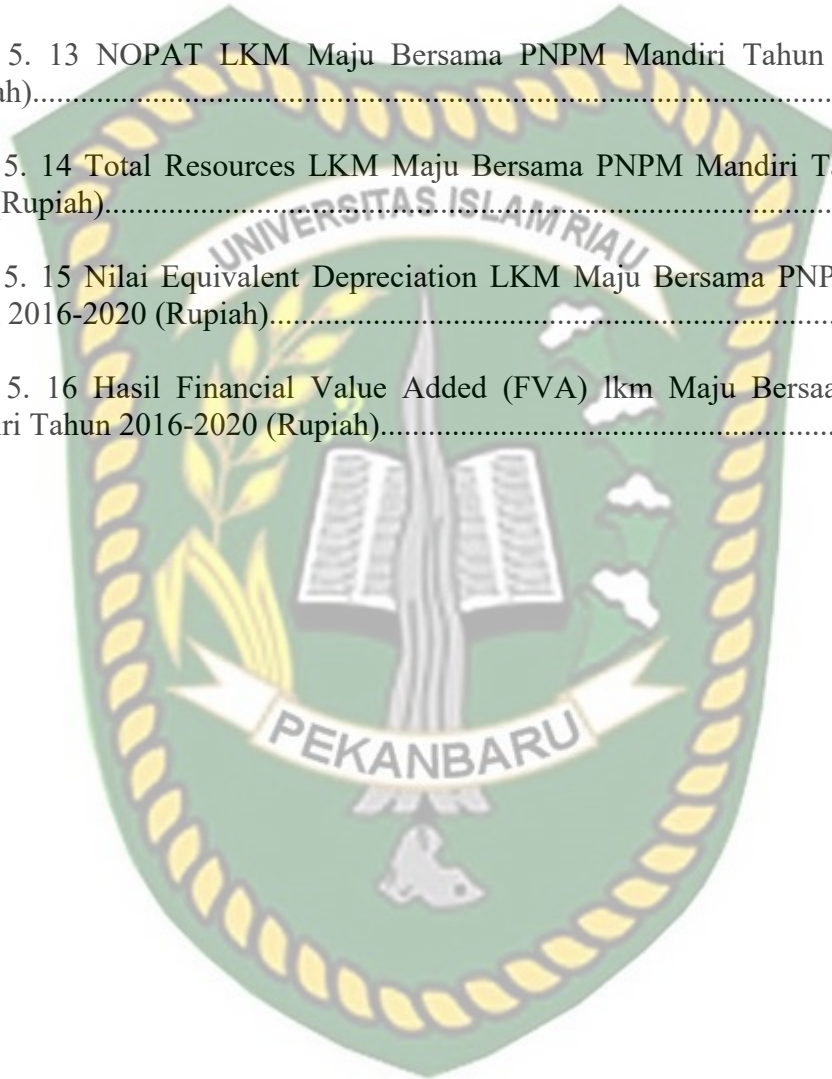 5. 13 NOPAT LKM Maju Bersama PNPM Mandiri Tahun
ah)....................................................................................................
5. 14 Total Resources LKM Maju Bersama PNPM Mandiri Ta
(Rupiah)............................................................................................
UNIVERSITAS ISLAM RIAU
5. 15 Nilai Equivalent Depreciation LKM Maju Bersama PNP
2016-2020 (Rupiah).......................................................................
5. 16 Hasil Financial Value Added (FVA) lkm Maju Bersaa
ri Tahun 2016-2020 (Rupiah).........................................................
PEKANBARU